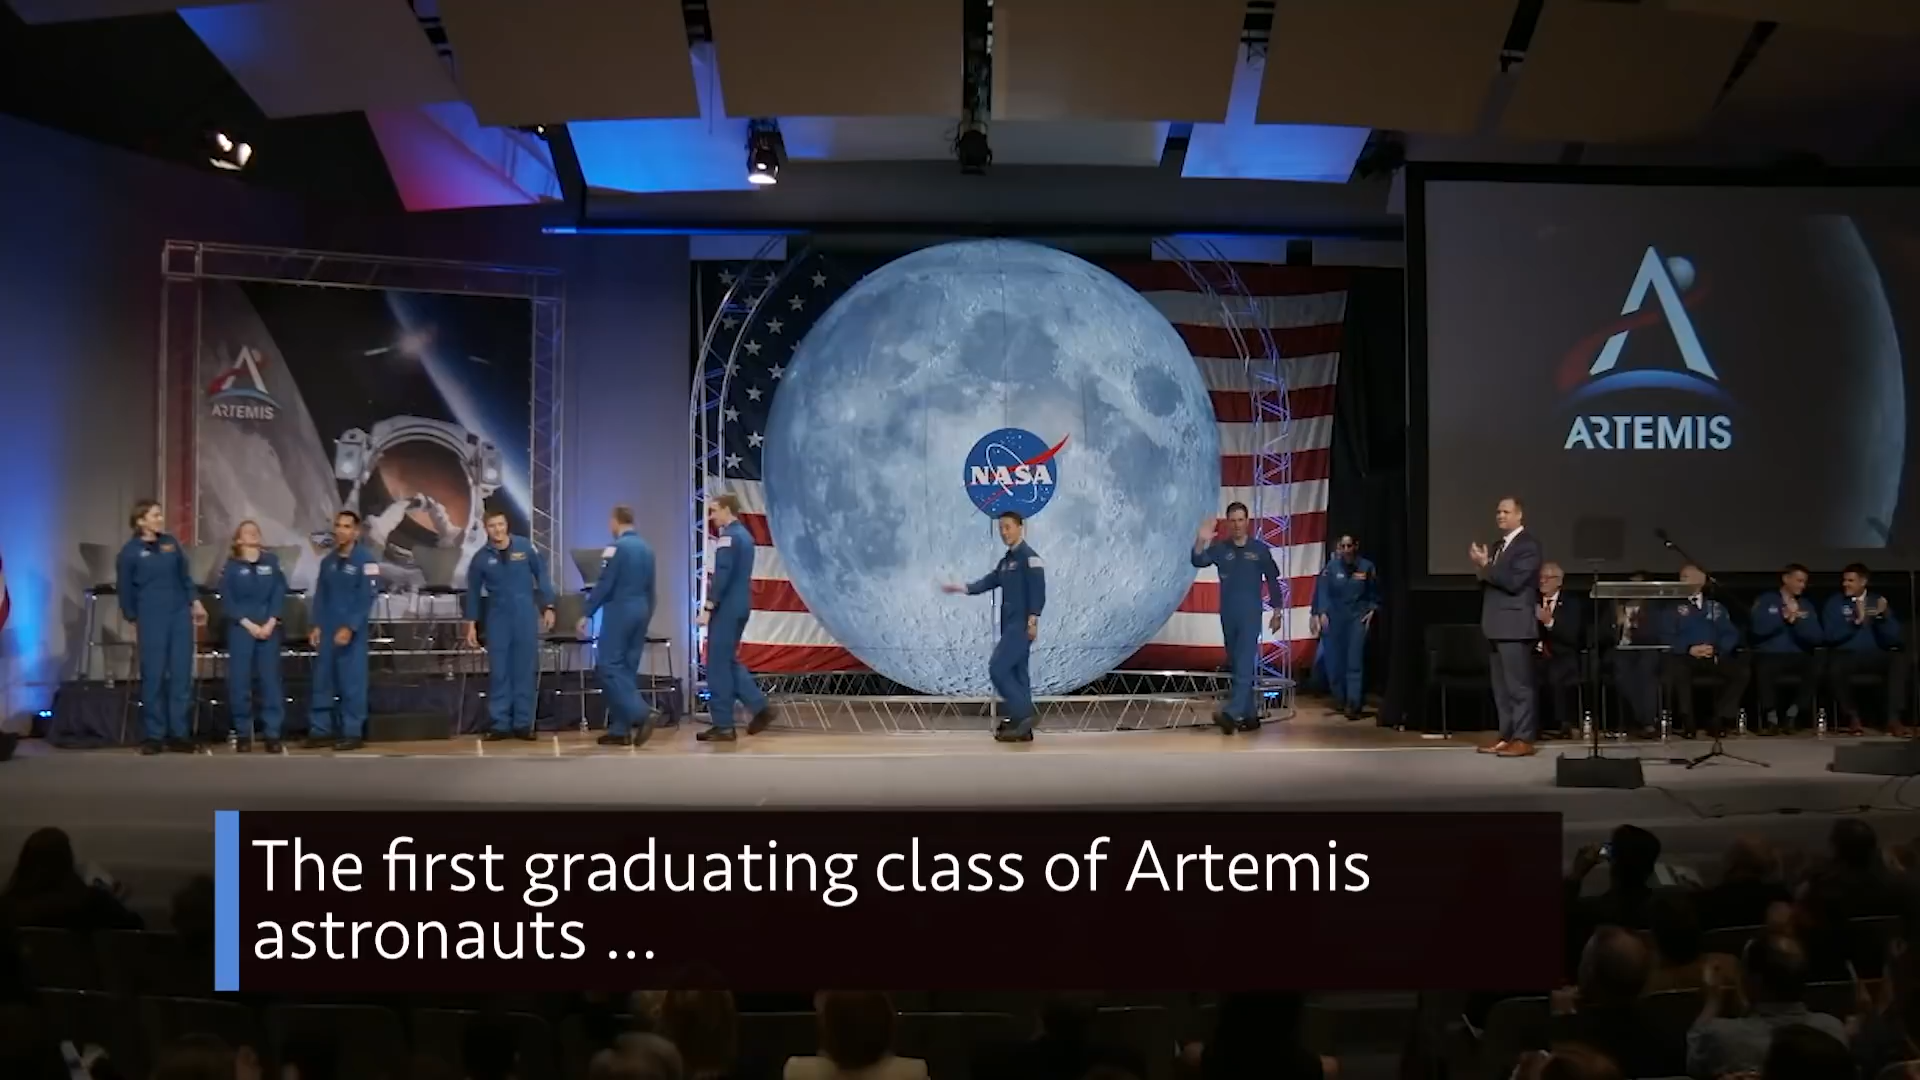 ARTEMIS
NASA
ARTEMIS
The first graduating class of Artemis
astronauts ...